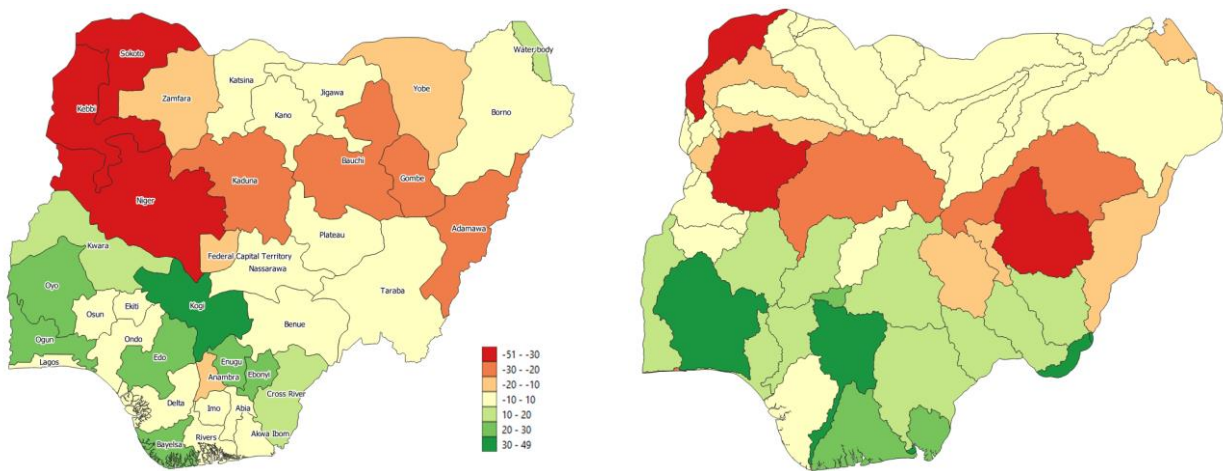 Sokoto
Water body
Katsina
Jigawa
Yobe
Zamfara
Kebbi
Kano
Borno
Bauchi
Kaduna
Gombe
Niger
Adamawa
Plateau
Kwara
Federal Capital Territory
Nassarawa
Oyo
Taraba
Kogi
Osun
Ekiti
Benue
Ogun
Ondo
Edo
Enugu
Lagos
Anambra
Ebonyi
Cross River
Delta
Imo
Abia
Bayelsa
Rivers
Akwa Ibom
-51 - -30
-30 - -20
-20 - -10
-10 - 10
10 - 20
20 - 30
30 - 49